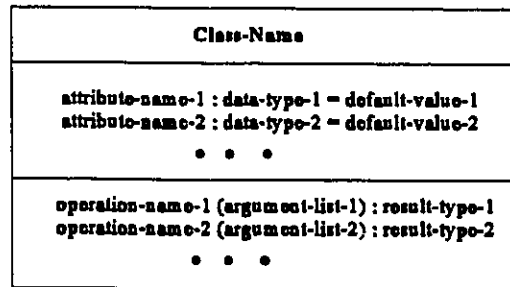 Class-Name
attribute-name-1 : data-type-1 = default-value-1
attribute-name-2 : data-type-2 = default-value-2
• • •
operation-name-1 (argument-list-1) : result-type-1
operation-name-2 (argument-list-2) : result-type-2
• • •